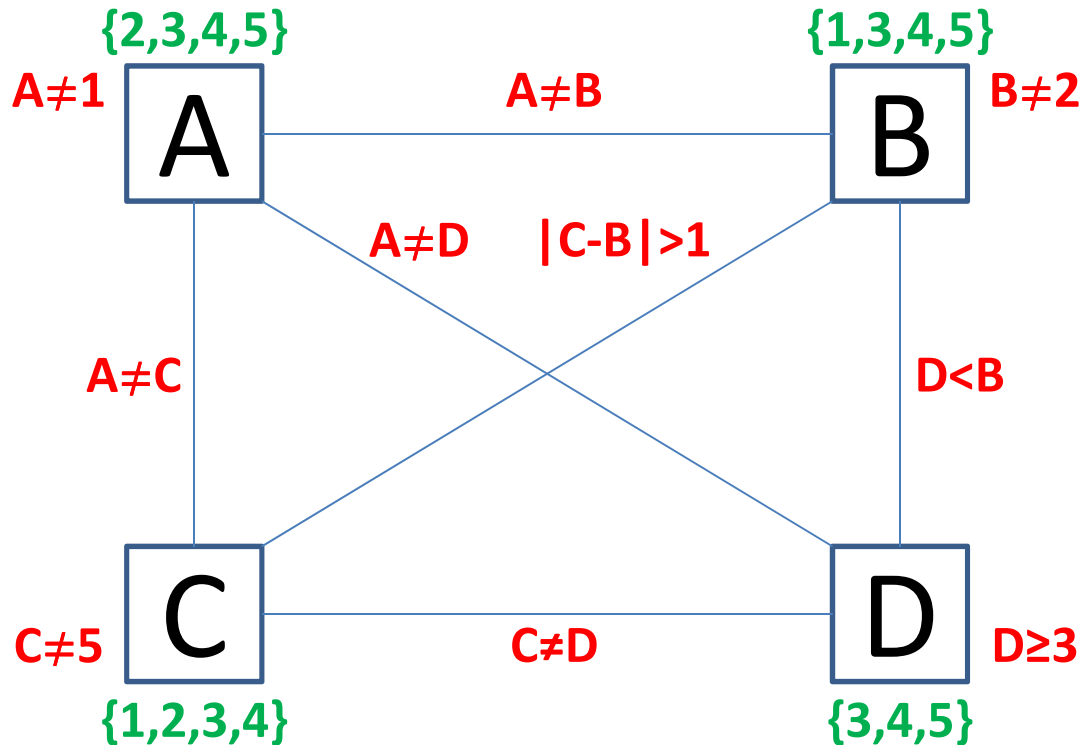 {2,3,4,5} {1,3,4,5}
A≠1 A≠B B≠2
A B
A≠D |C-B|>1
A≠C D<B
C D
C≠5 C≠D D≥3
{1,2,3,4} {3,4,5}